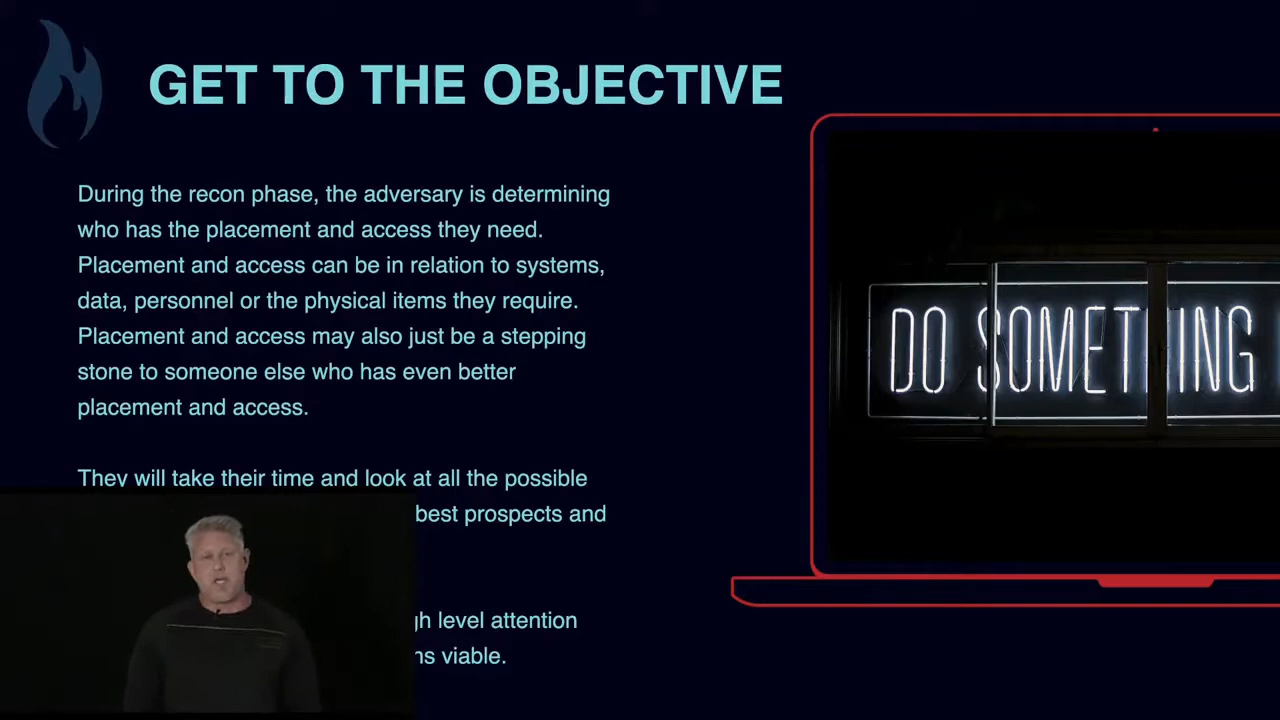 GET TO THE OBJECTIVE
During the recon phase, the adversary is determining
who has the placement and access they need.
Placement and access can be in relation to systems,
data, personnel or the physical items they require.
Placement and access may also just be a stepping
stone to someone else who has even better
placement and access.
They will take their time and look at all the possible
best prospects and
level attention
viable.
DO SOMETHING